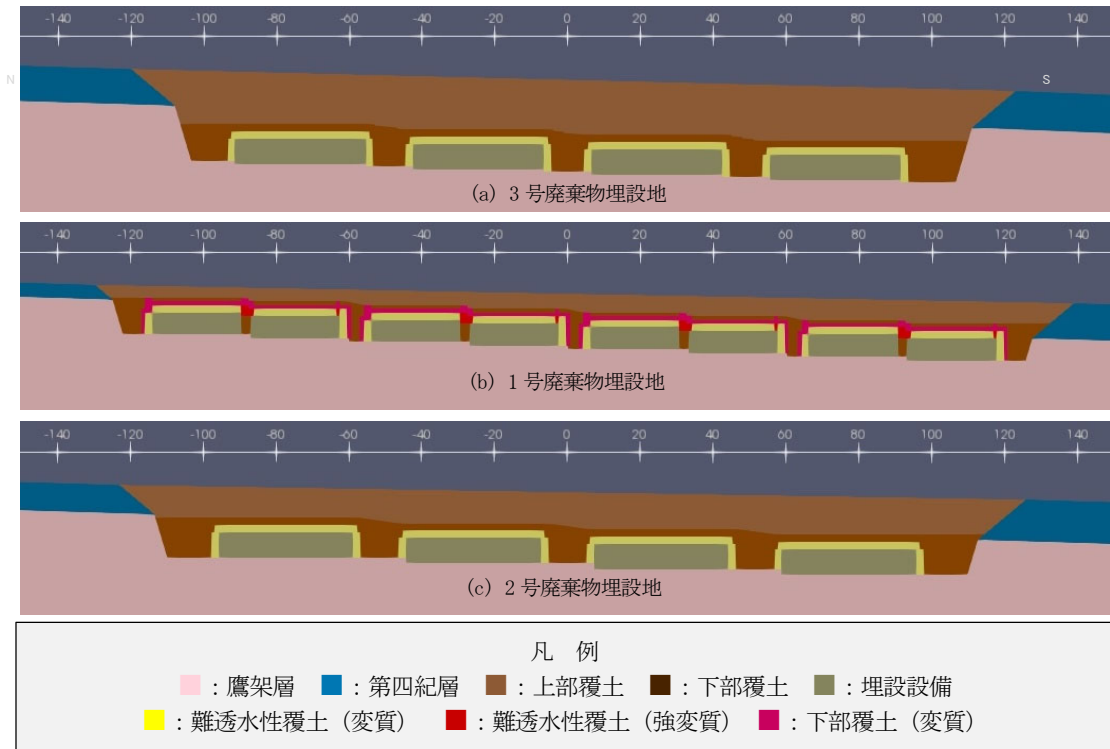 -140 -120 -100 -80 -60 -40 -20 0 20 40 60 80 100 120 140
N S
(a) 3号廃棄物埋設地
-140 -120 -100 -80 -60 -40 -20 0 20 40 60 80 100 120 140
(b) 1号廃棄物埋設地
-140 -120 -100 -80 -60 -40 -20 0 20 40 60 80 100 120 140
(c) 2号廃棄物埋設地
凡 例
：鷹架層 ：第四紀層 ：上部覆土 ：下部覆土 ：埋設設備
：難透水性覆土（変質） ：難透水性覆土（強変質） ：下部覆土（変質）